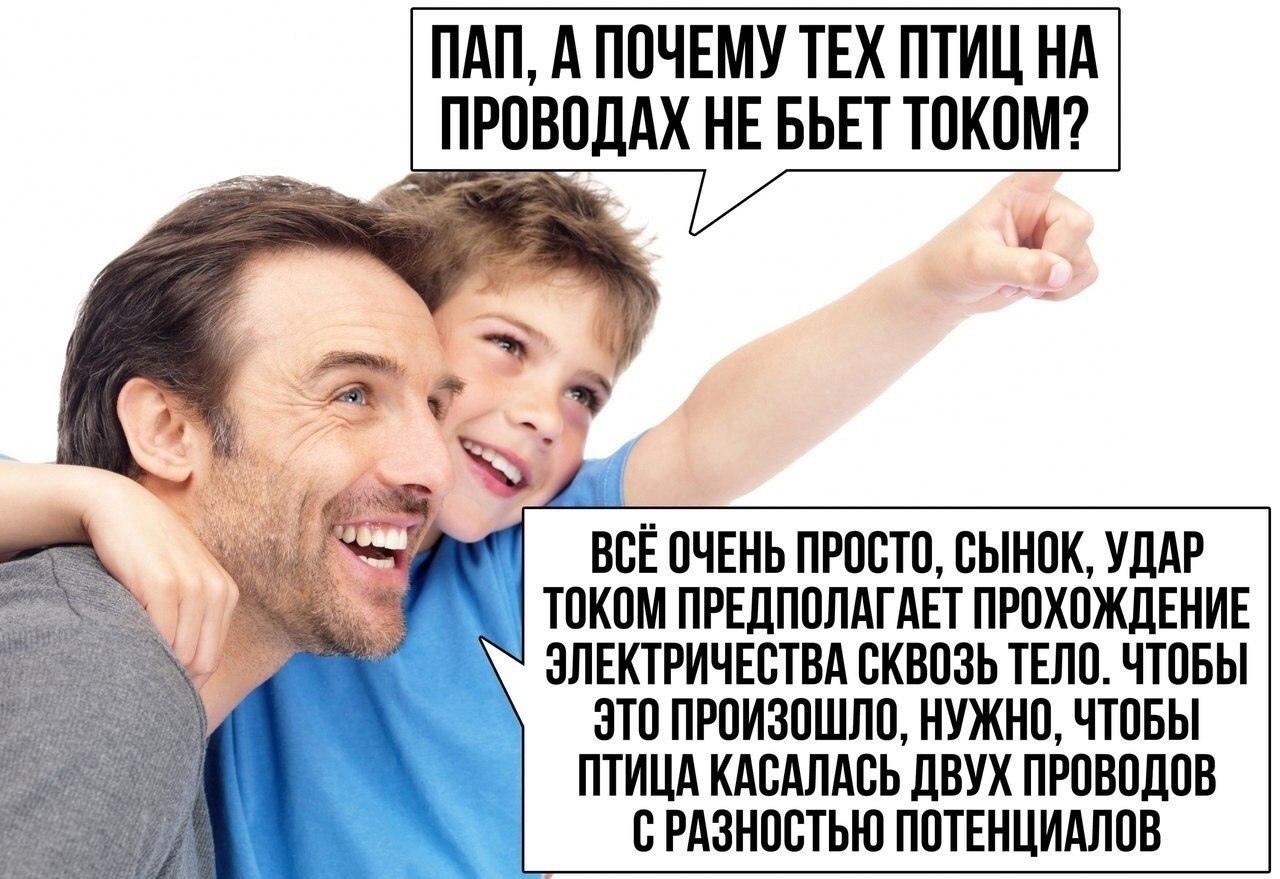 ПАП, А ПОЧЕМУ ТЕХ ПТИЦ НА
ПРОВОДАХ НЕ БЬЕТ ТОКОМ?
ВСЁ ОЧЕНЬ ПРОСТО, СЫНОК, УДАР
ТОКОМ ПРЕДПОЛАГАЕТ ПРОХОЖДЕНИЕ
ЭЛЕКТРИЧЕСТВА СКВОЗЬ ТЕЛО. ЧТОБЫ
ЭТО ПРОИЗОШЛО, НУЖНО, ЧТОБЫ
ПТИЦА КАСАЛАСЬ ДВУХ ПРОВОДОВ
С РАЗНОСТЬЮ ПОТЕНЦИАЛОВ